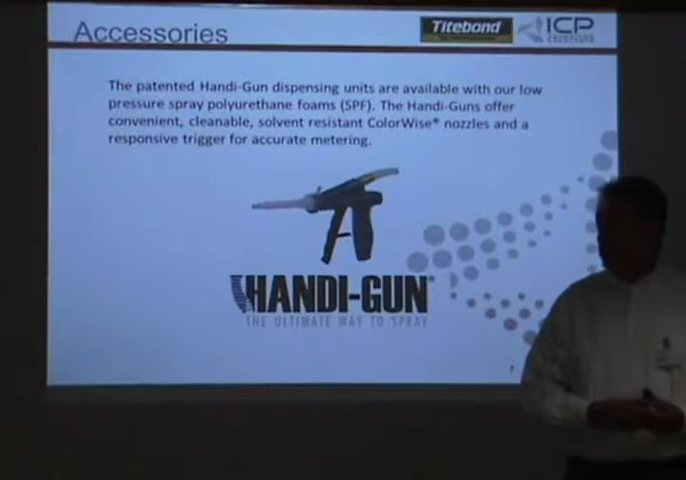 Accessories
Titebond
ICP
The patented Handi-Gun dispensing units are available with our low
pressure spray polyurethane foams (SPF). The Handi-Guns offer
convenient, cleanable, solvent resistant ColorWise® nozzles and a
responsive trigger for accurate metering.
HANDI-GUN
THE ULTIMATE WAY TO SPRAY